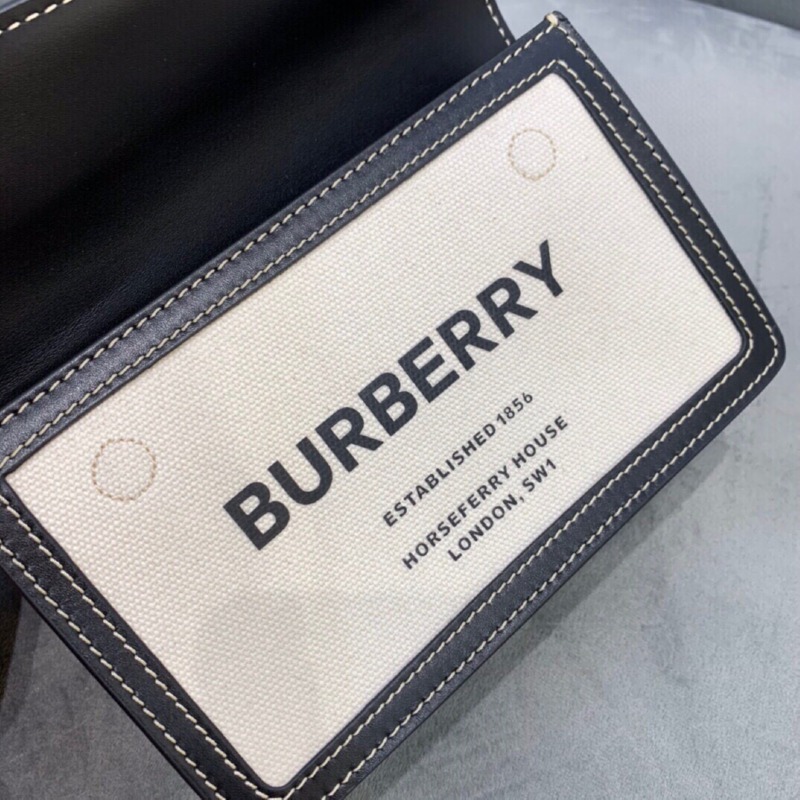 BURBERRY
ESTABLISHED 1856
HORSEFERRY HOUSE
LONDON, SW1